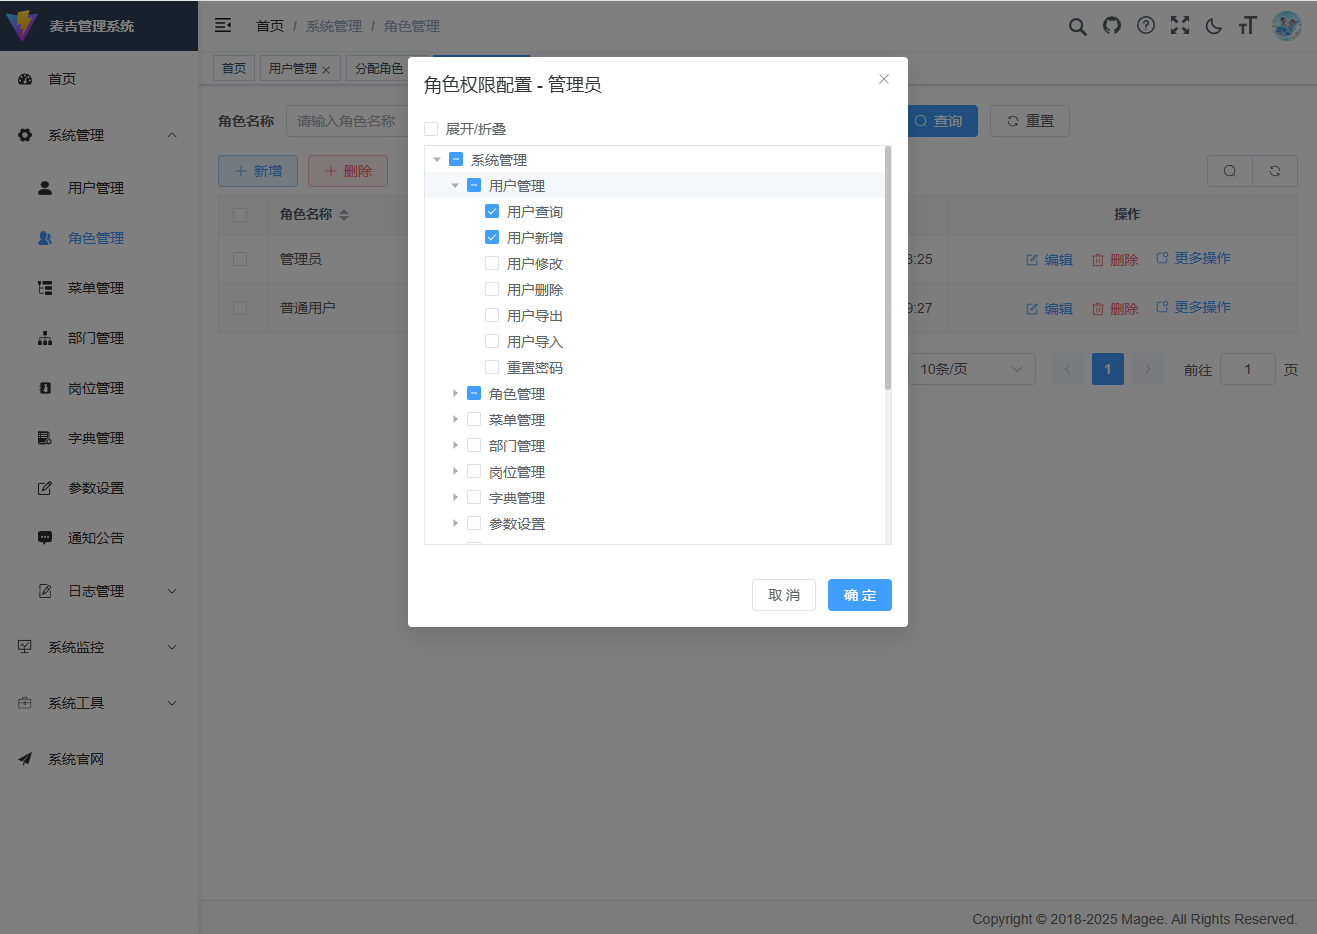 麦吉管理系统
首页 / 系统管理 / 角色管理
首页
用户管理
分配角色
首页
系统管理
用户管理
角色管理
菜单管理
部门管理
岗位管理
字典管理
参数设置
通知公告
日志管理
系统监控
系统工具
系统官网
角色名称
请输入角色名称
查询
重置
新增
删除
角色名称
操作
管理员
8:25
编辑
删除
更多操作
普通用户
9:27
编辑
删除
更多操作
10条/页
1
前往
1
页
角色权限配置 - 管理员
展开/折叠
系统管理
用户管理
用户查询
用户新增
用户修改
用户删除
用户导出
用户导入
重置密码
角色管理
菜单管理
部门管理
岗位管理
字典管理
参数设置
取 消
确 定
Copyright © 2018-2025 Magee. All Rights Reserved.